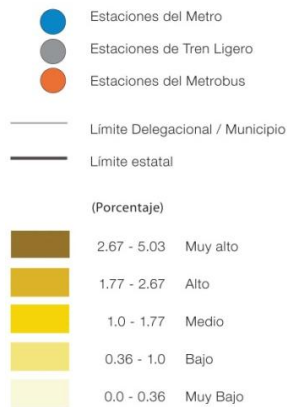 Estaciones del Metro
Estaciones de Tren Ligero
Estaciones del Metrobus
Límite Delegacional / Municipio
Límite estatal
(Porcentaje)
2.67 - 5.03 Muy alto
1.77 - 2.67 Alto
1.0 - 1.77 Medio
0.36 - 1.0 Bajo
0.0 - 0.36 Muy Bajo